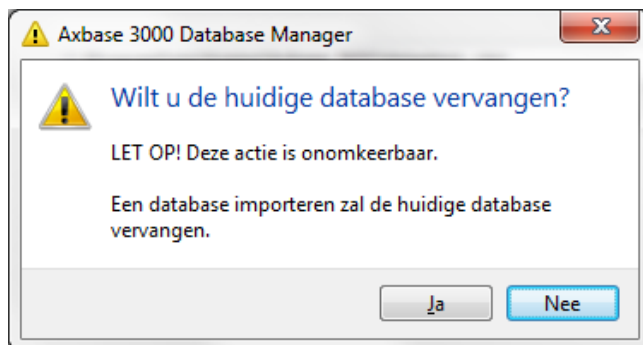 Axbase 3000 Database Manager
Wilt u de huidige database vervangen?
LET OP! Deze actie is onomkeerbaar.
Een database importeren zal de huidige database
vervangen.
Ja
Nee